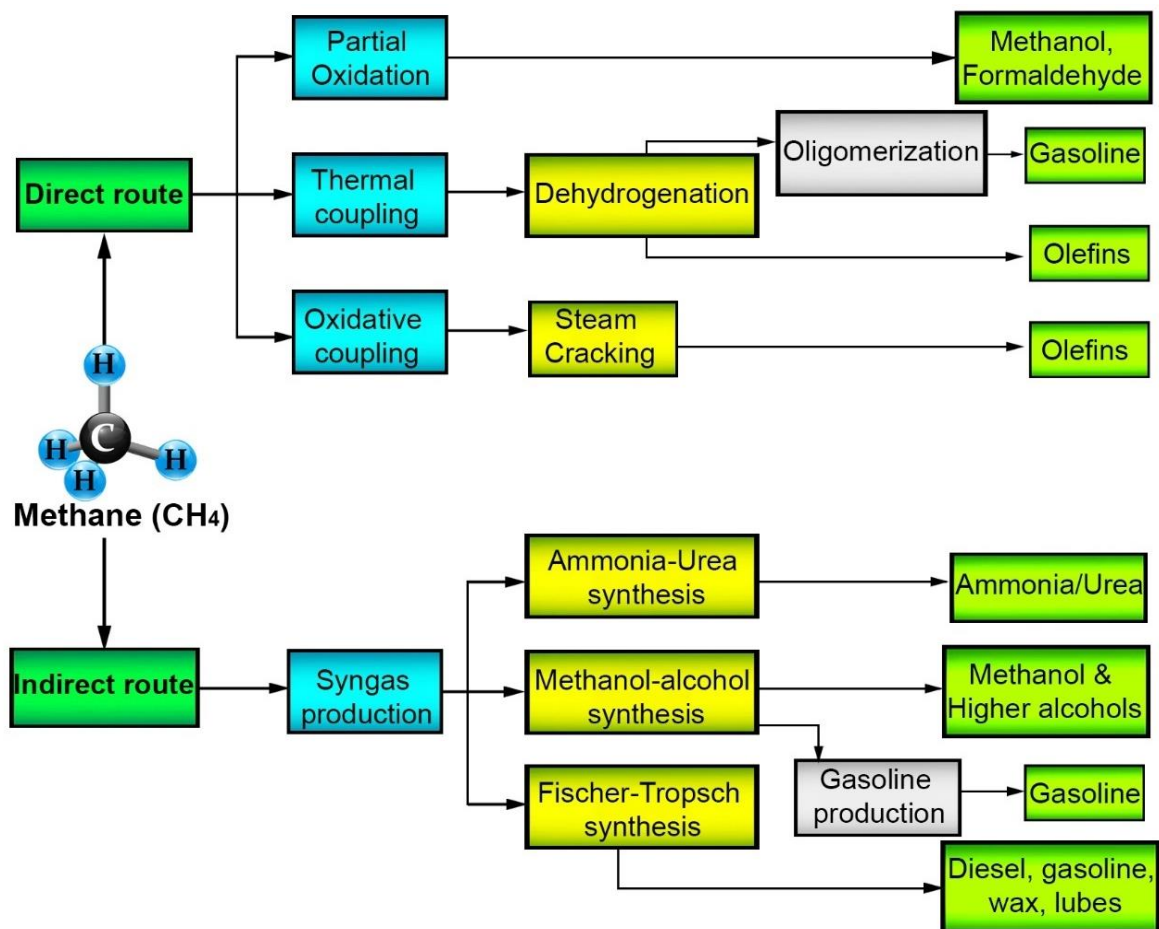 Partial
Oxidation
Methanol,
Formaldehyde
Direct route
Thermal
coupling
Dehydrogenation
Oligomerization
Gasoline
Olefins
Oxidative
coupling
Steam
Cracking
Olefins
H
C
H
H
H
Methane (CH₄)
Indirect route
Syngas
production
Ammonia-Urea
synthesis
Ammonia/Urea
Methanol-alcohol
synthesis
Methanol &
Higher alcohols
Gasoline
production
Gasoline
Fischer-Tropsch
synthesis
Diesel, gasoline,
wax, lubes